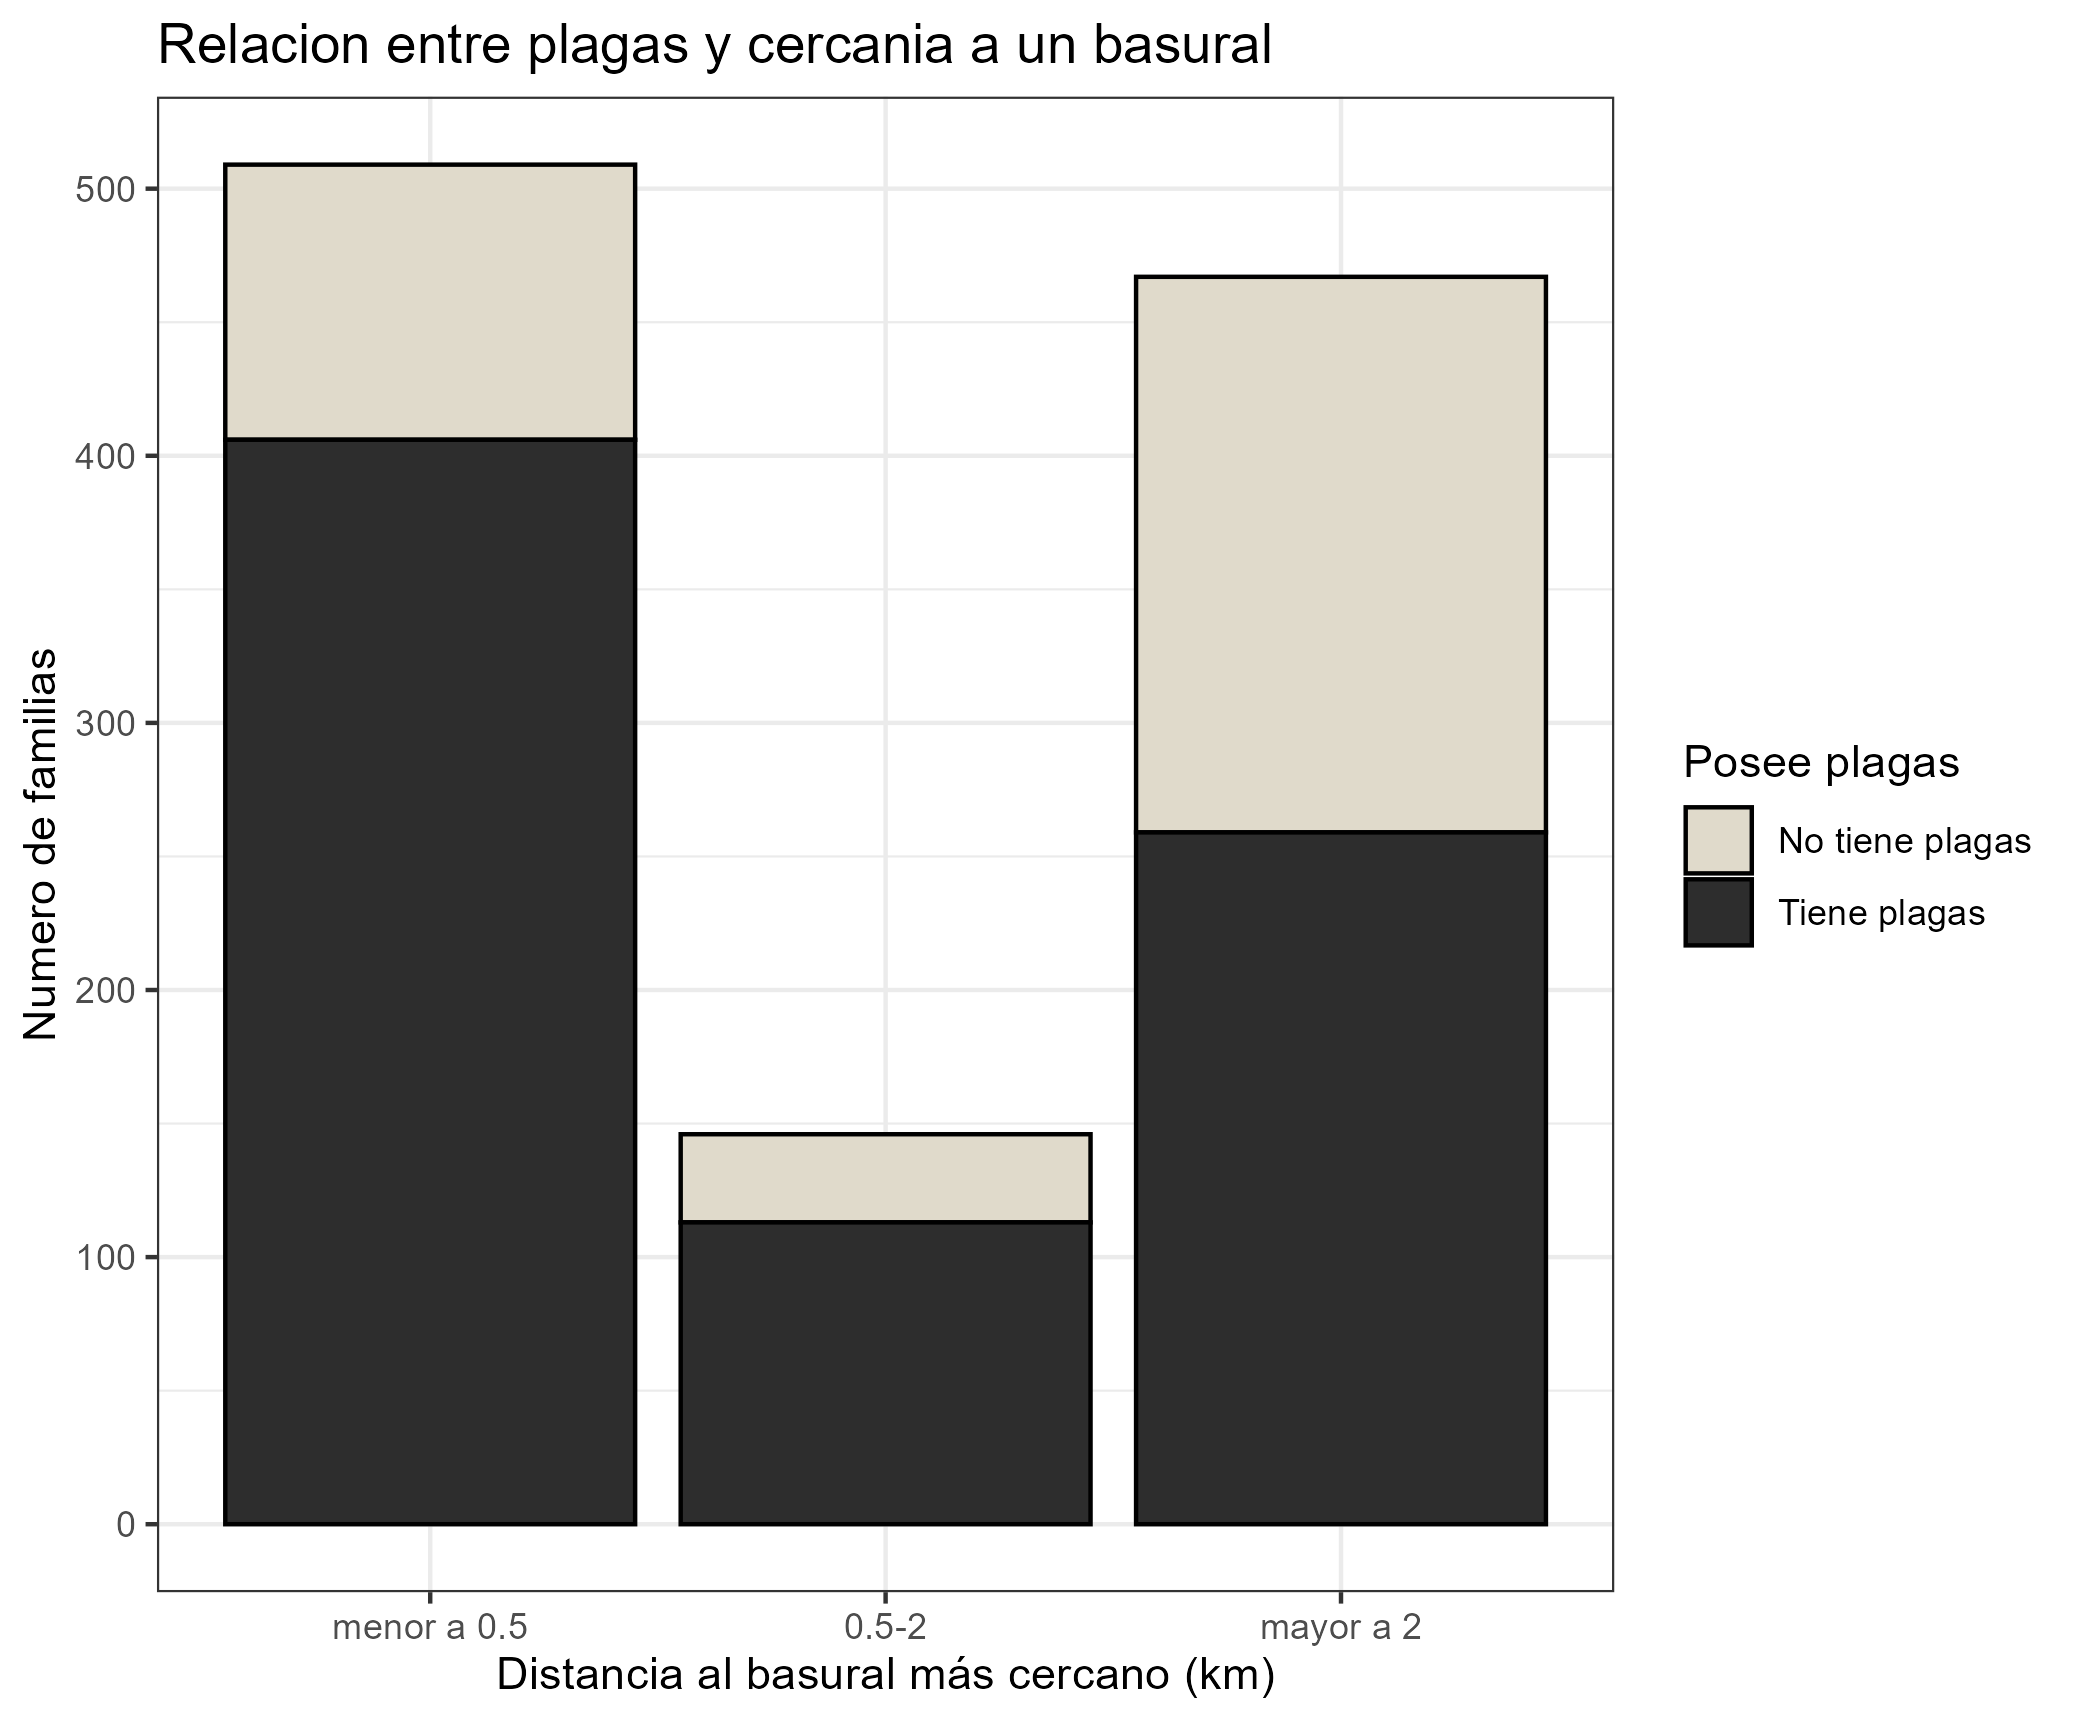 Relacion entre plagas y cercania a un basural
Numero de familias
500
400
300
200
100
0
menor a 0.5
0.5-2
mayor a 2
Distancia al basural más cercano (km)
Posee plagas
No tiene plagas
Tiene plagas